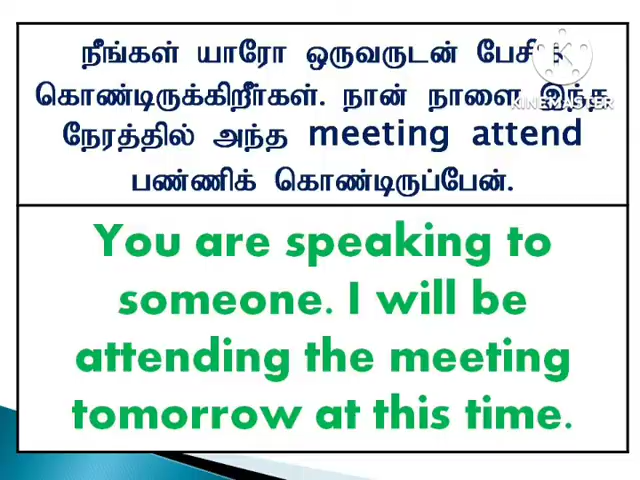 நீங்கள் யாரோ ஒருவருடன்
கொண்டிருக்கிறீர்கள். நான் நாளை இந்த
நேரத்தில் அந்த meeting attend
பண்ணிக் கொண்டிருப்பேன்.
KINEMASTER
You are speaking to
someone. I will be
attending the meeting
tomorrow at this time.